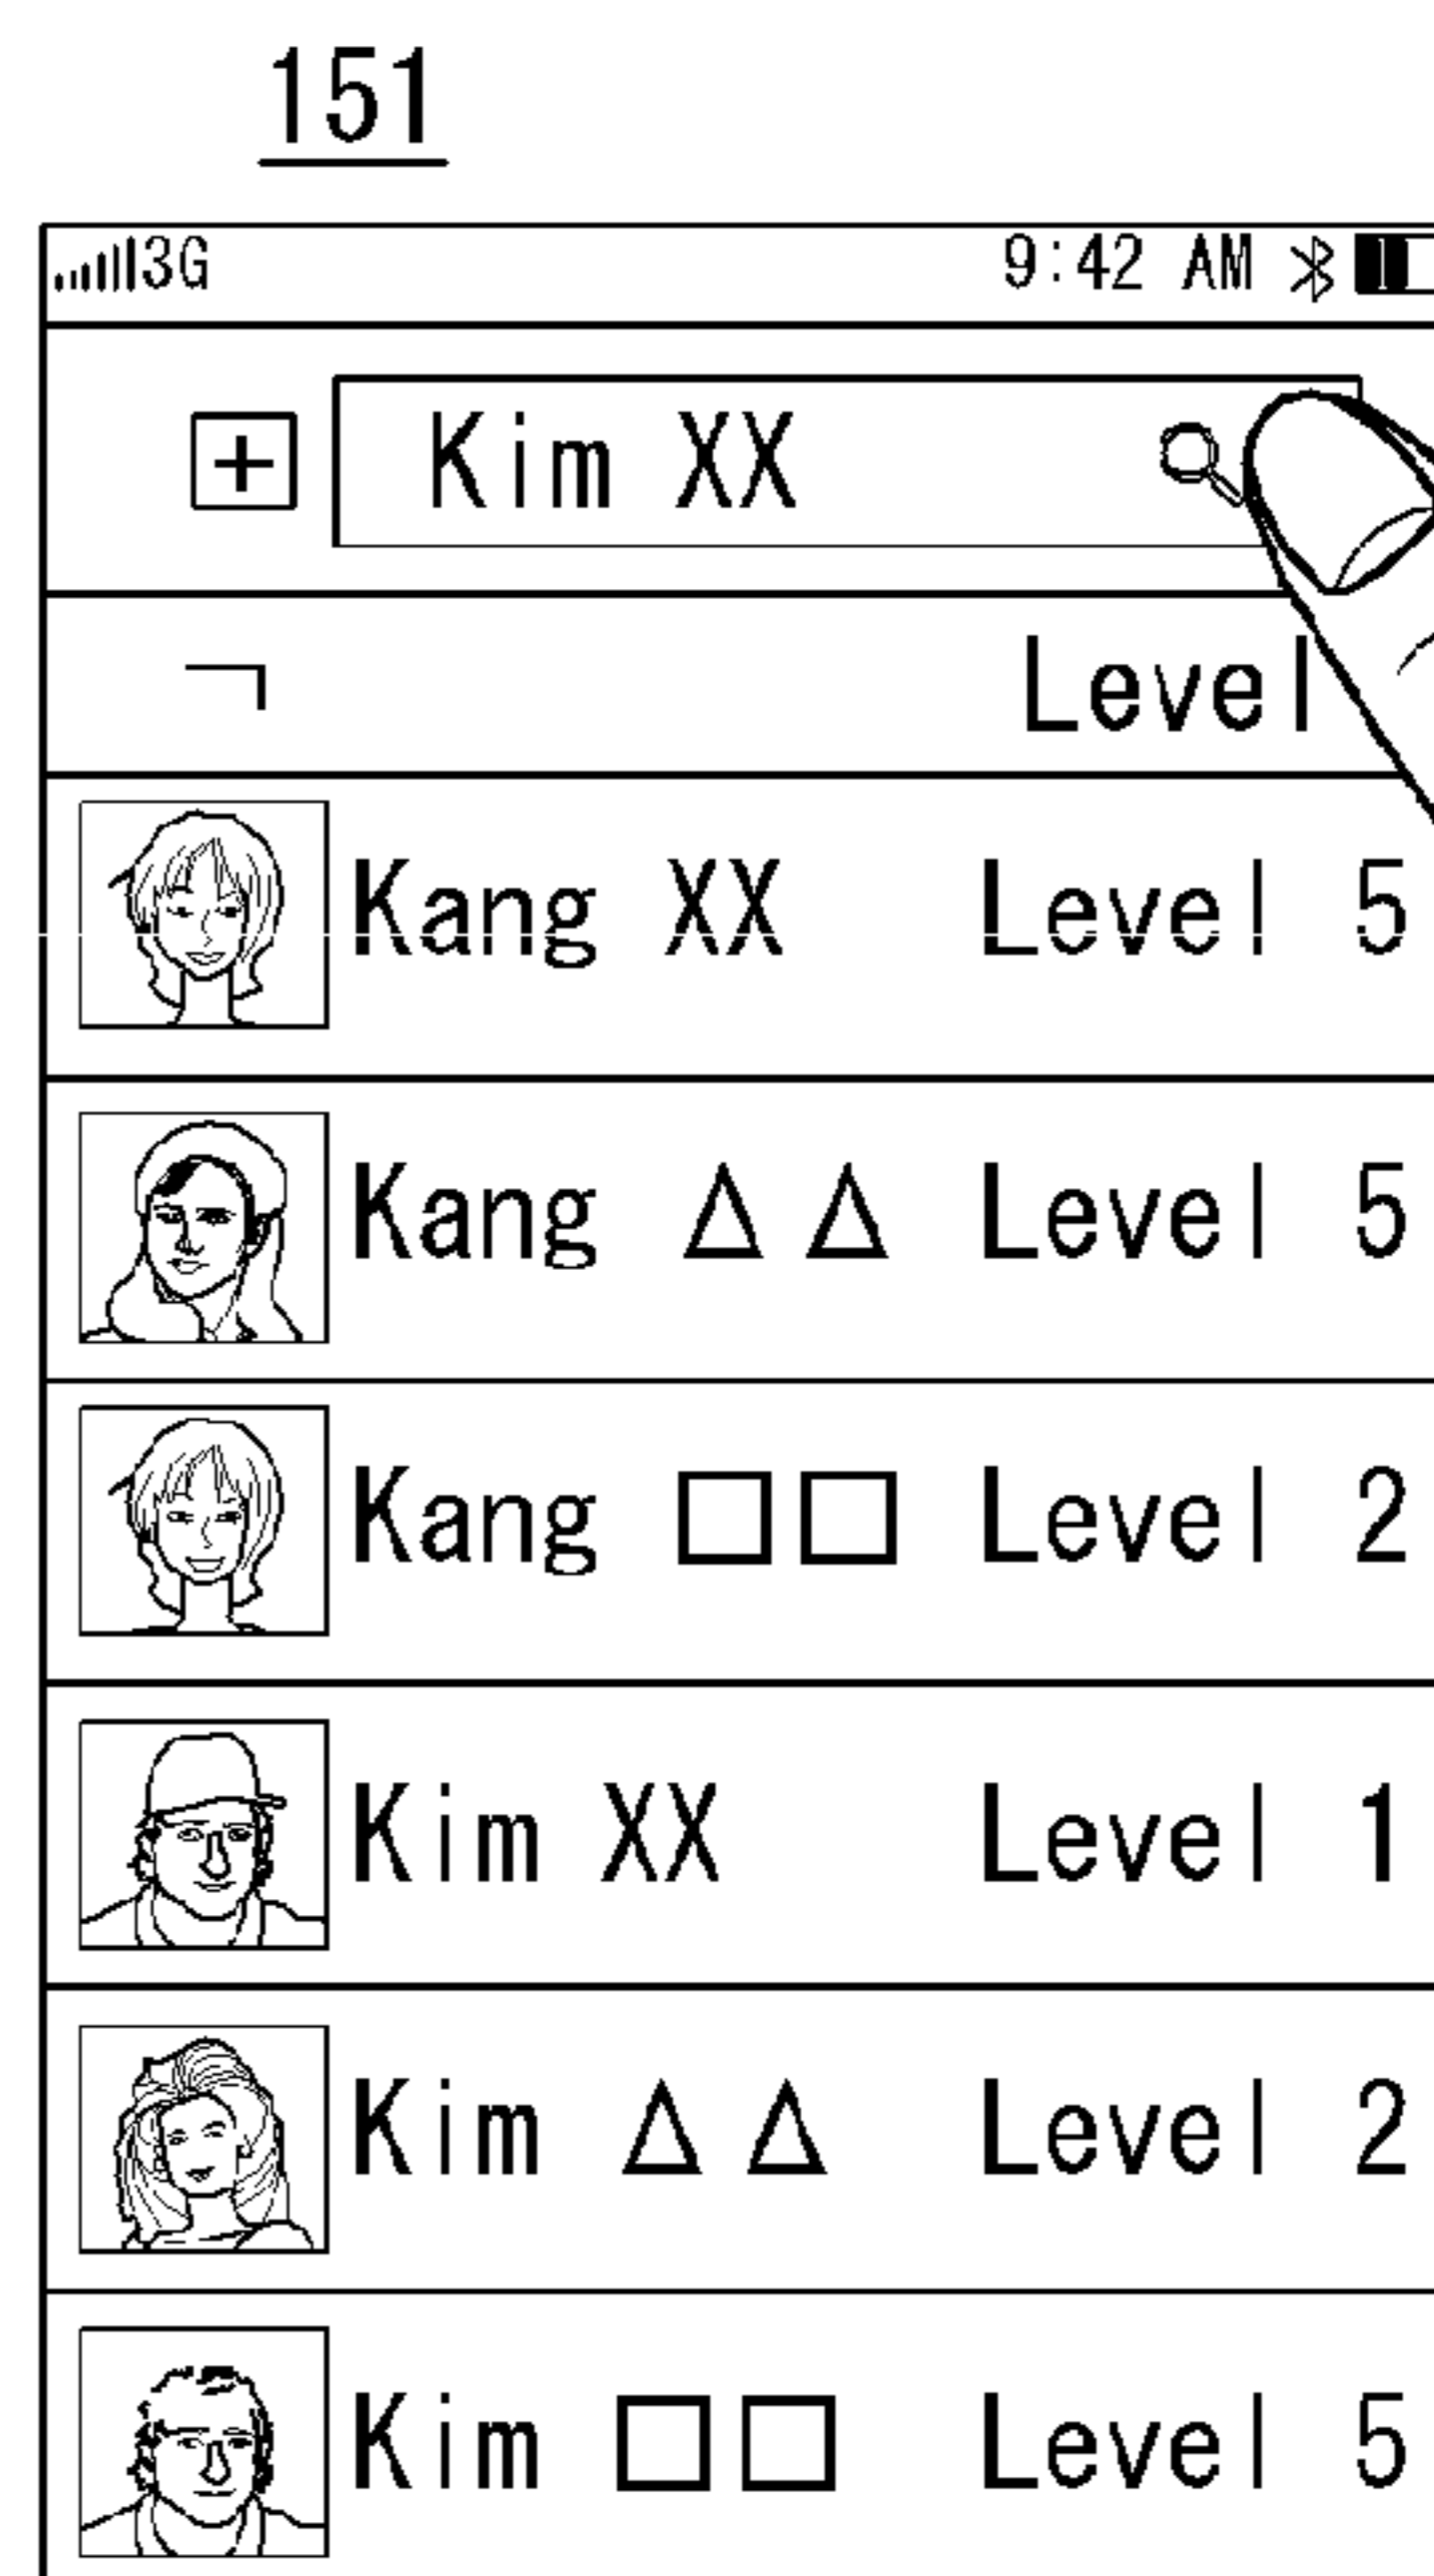 151
3G 9:42 AM
+ Kim XX
ㄱ Level
Kang XX Level 5
Kang △△ Level 5
Kang □□ Level 2
Kim XX Level 1
Kim △△ Level 2
Kim □□ Level 5